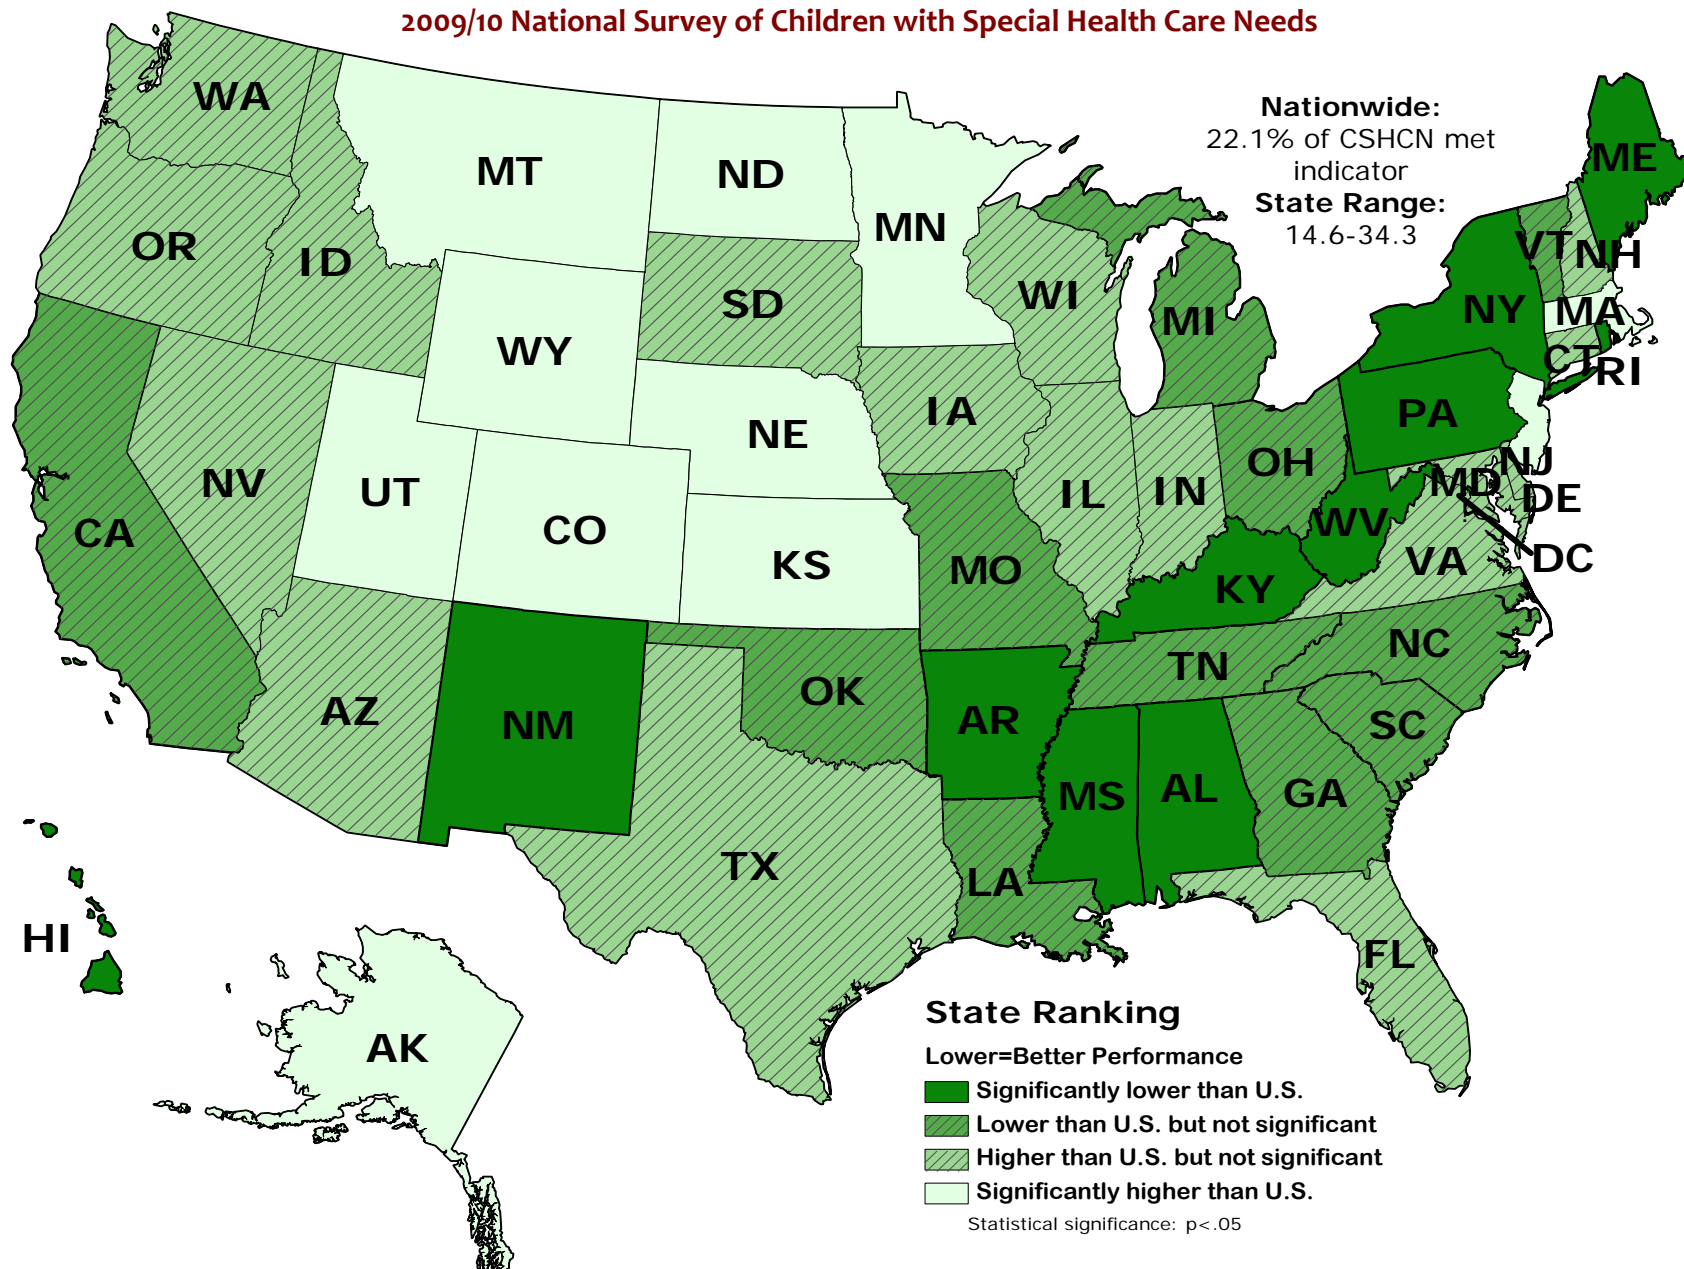 2009/10 National Survey of Children with Special Health Care Needs
Nationwide:
22.1% of CSHCN met
indicator
State Range:
14.6-34.3
WA
MT
ND
MN
ME
OR
ID
SD
WI
MI
VT
NH
NY
MA
CT
RI
WY
NE
IA
PA
NV
UT
CO
KS
IL
IN
OH
NJ
MD
DE
DC
CA
MO
WV
VA
KY
AZ
NM
OK
AR
TN
NC
SC
MS
AL
GA
TX
LA
FL
HI
AK
State Ranking
Lower=Better Performance
Significantly lower than U.S.
Lower than U.S. but not significant
Higher than U.S. but not significant
Significantly higher than U.S.
Statistical significance: p<.05